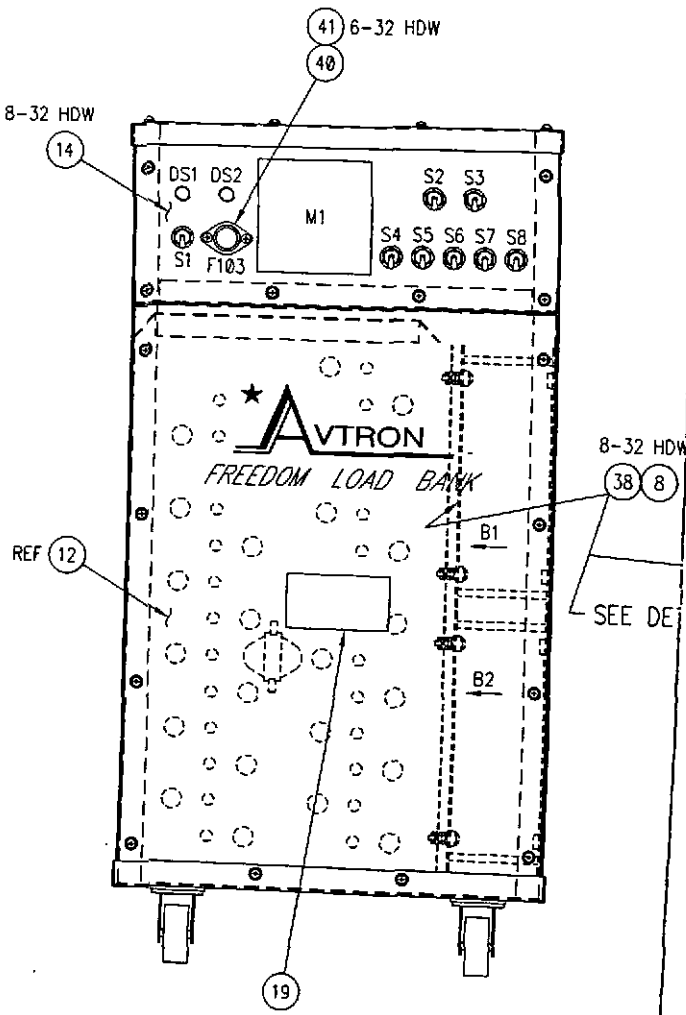 41 6-32 HDW
40
8-32 HDW
14
DS1 DS2
S2 S3
M1
S4 S5 S6 S7 S8
S1 F103
AVTRON
FREEDOM LOAD BANK
8-32 HDW
38 8
B1
REF 12
SEE DE
B2
19